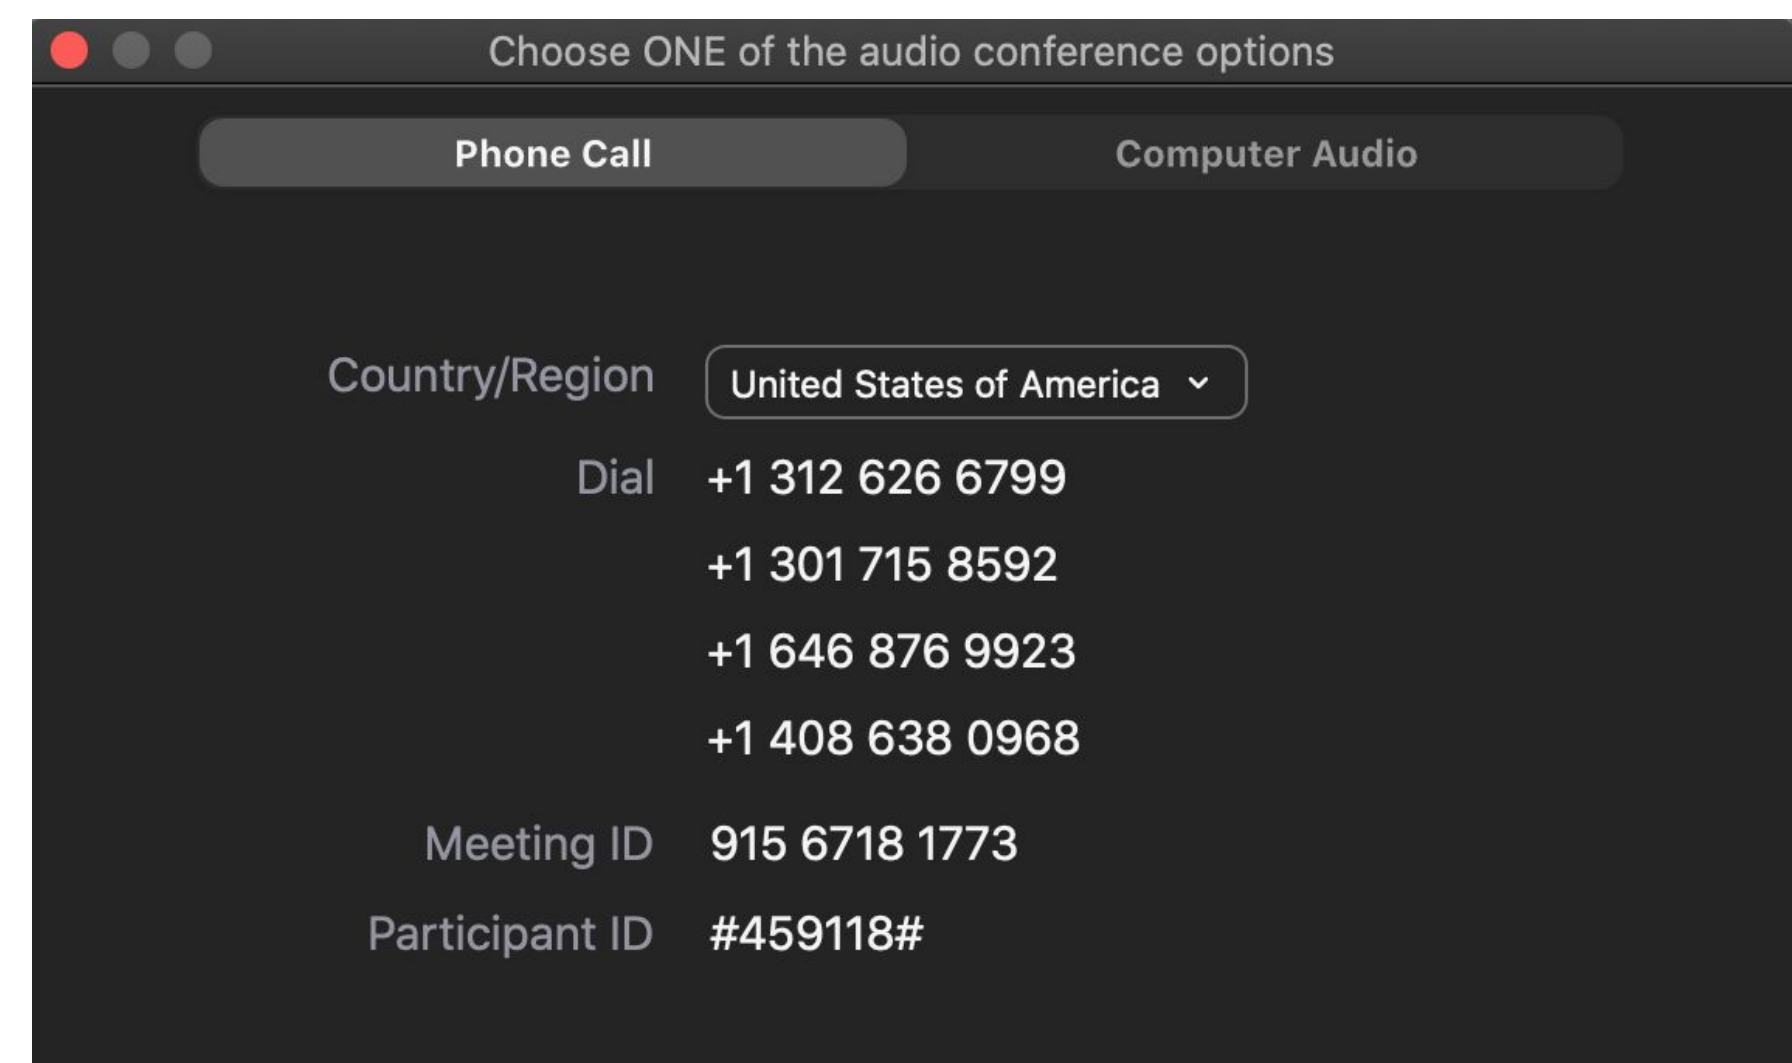 Choose ONE of the audio conference options
Phone Call Computer Audio
Country/Region United States of America
Dial +1 312 626 6799
+1 301 715 8592
+1 646 876 9923
+1 408 638 0968
Meeting ID 915 6718 1773
Participant ID #459118#